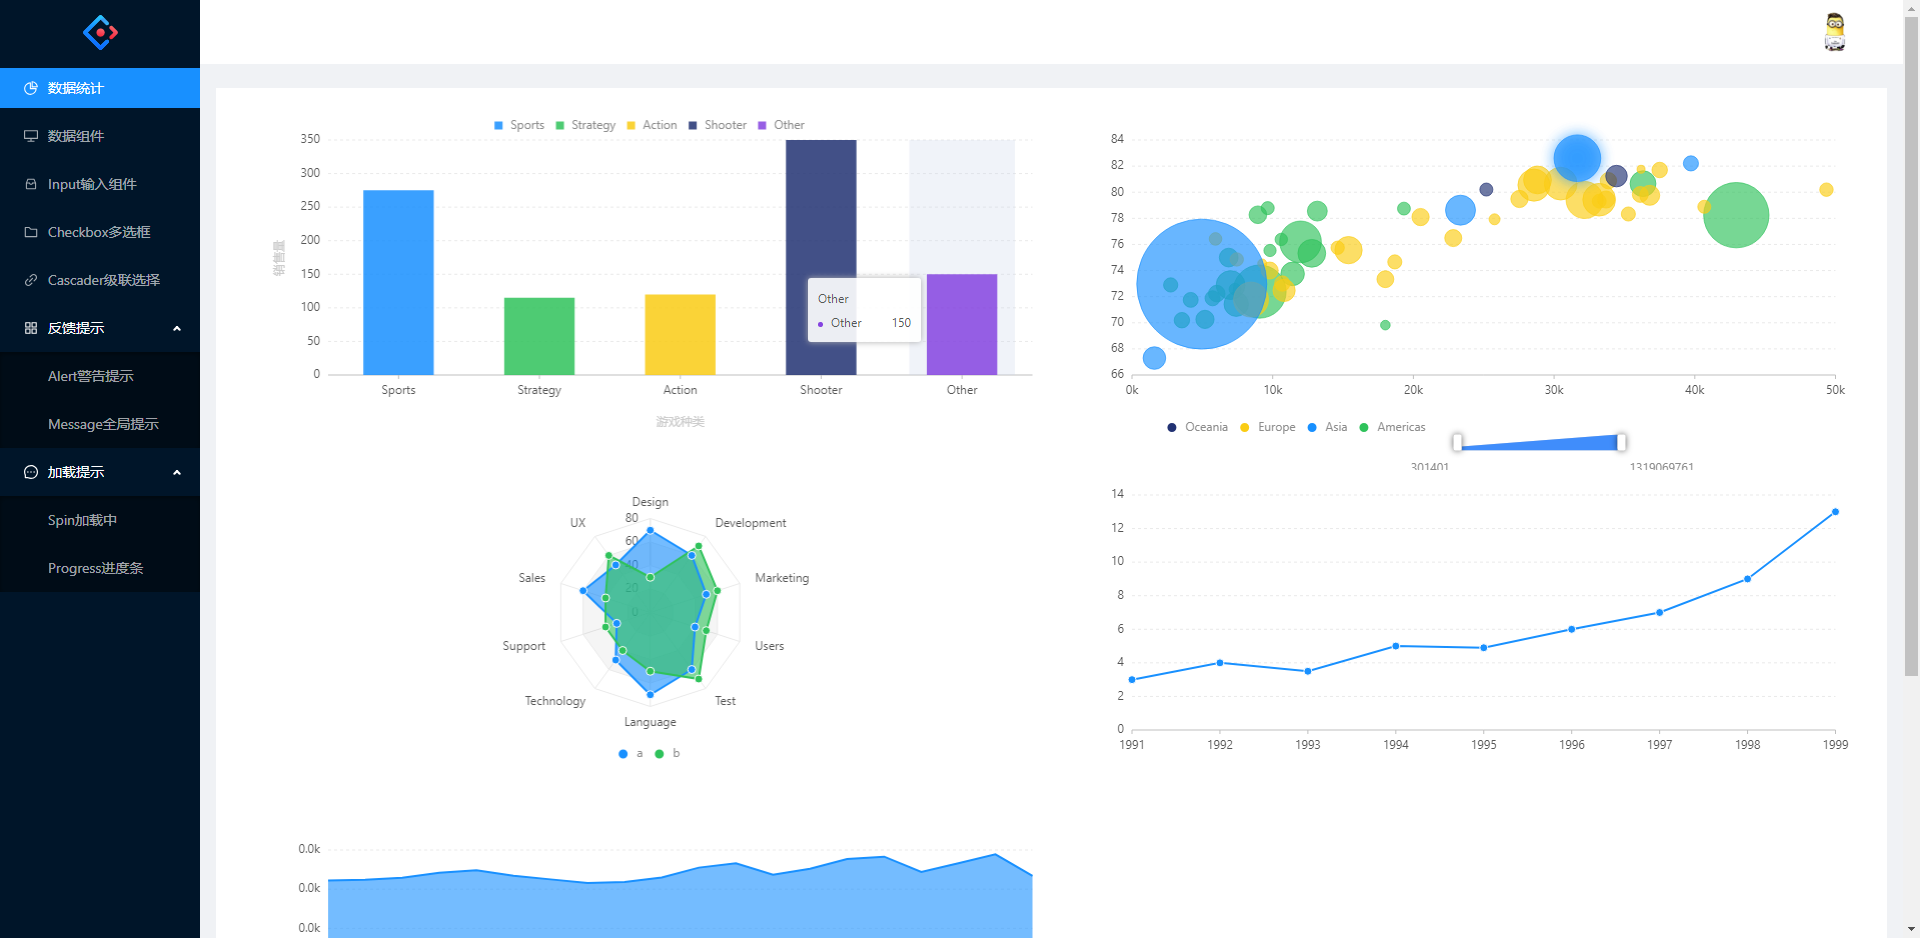 数据统计
数据组件
Input输入组件
Checkbox多选框
Cascader级联选择
反馈提示
Alert警告提示
Message全局提示
加载提示
Spin加载中
Progress进度条
Sports Strategy Action Shooter Other
350
300
250
200
150
100
50
0
销售量
Other
Other 150
Sports Strategy Action Shooter Other
游戏种类
84
82
80
78
76
74
72
70
68
66
0k 10k 20k 30k 40k 50k
Oceania Europe Asia Americas
301401 1319069761
Design
Development
Marketing
Users
Test
Language
Technology
Support
Sales
UX
80
60
40
20
0
a b
14
12
10
8
6
4
2
0
1991 1992 1993 1994 1995 1996 1997 1998 1999
0.0k
0.0k
0.0k